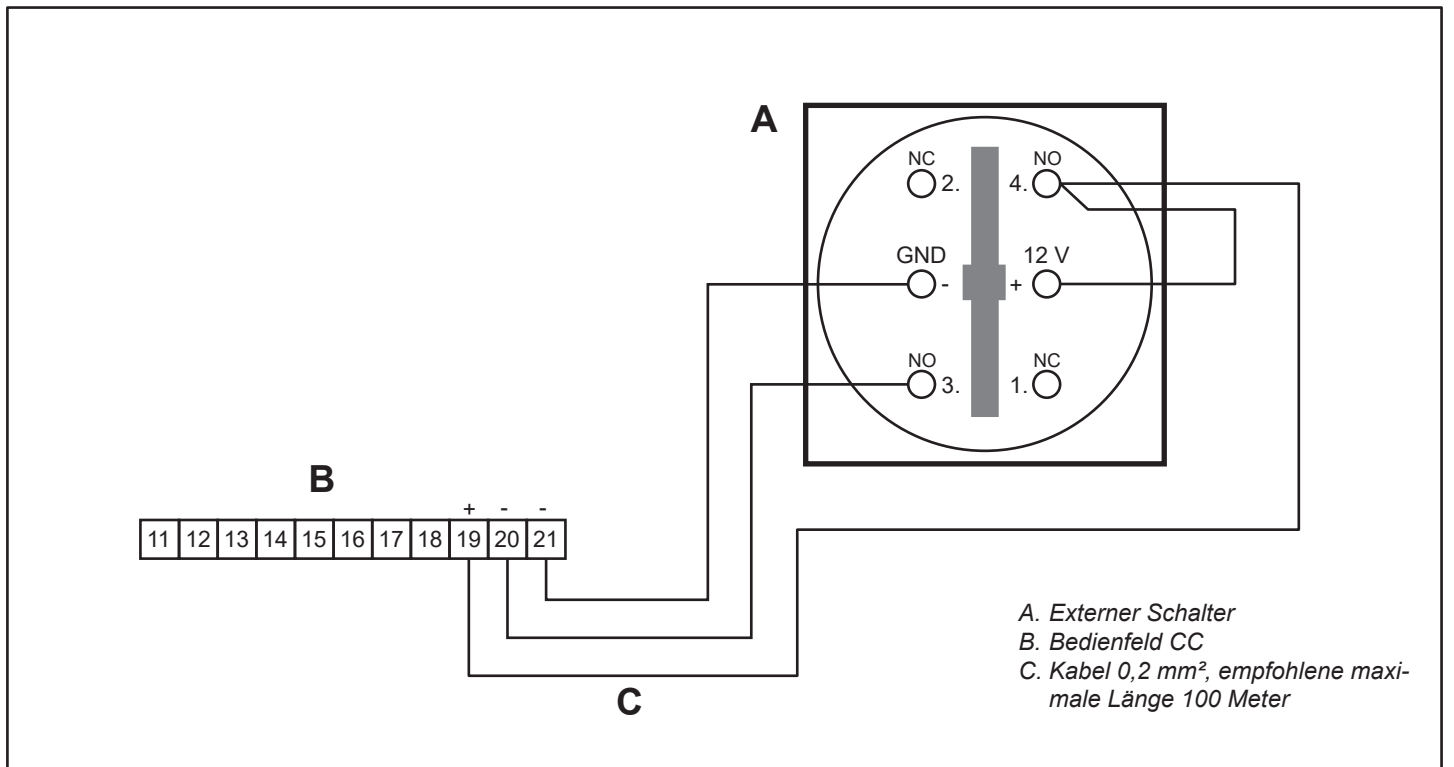 A
NC NO
2. 4.
GND 12 V
- +
NO NC
3. 1.
B
+ - -
11 12 13 14 15 16 17 18 19 20 21
C
A. Externer Schalter
B. Bedienfeld CC
C. Kabel 0,2 mm², empfohlene maxi-
male Länge 100 Meter